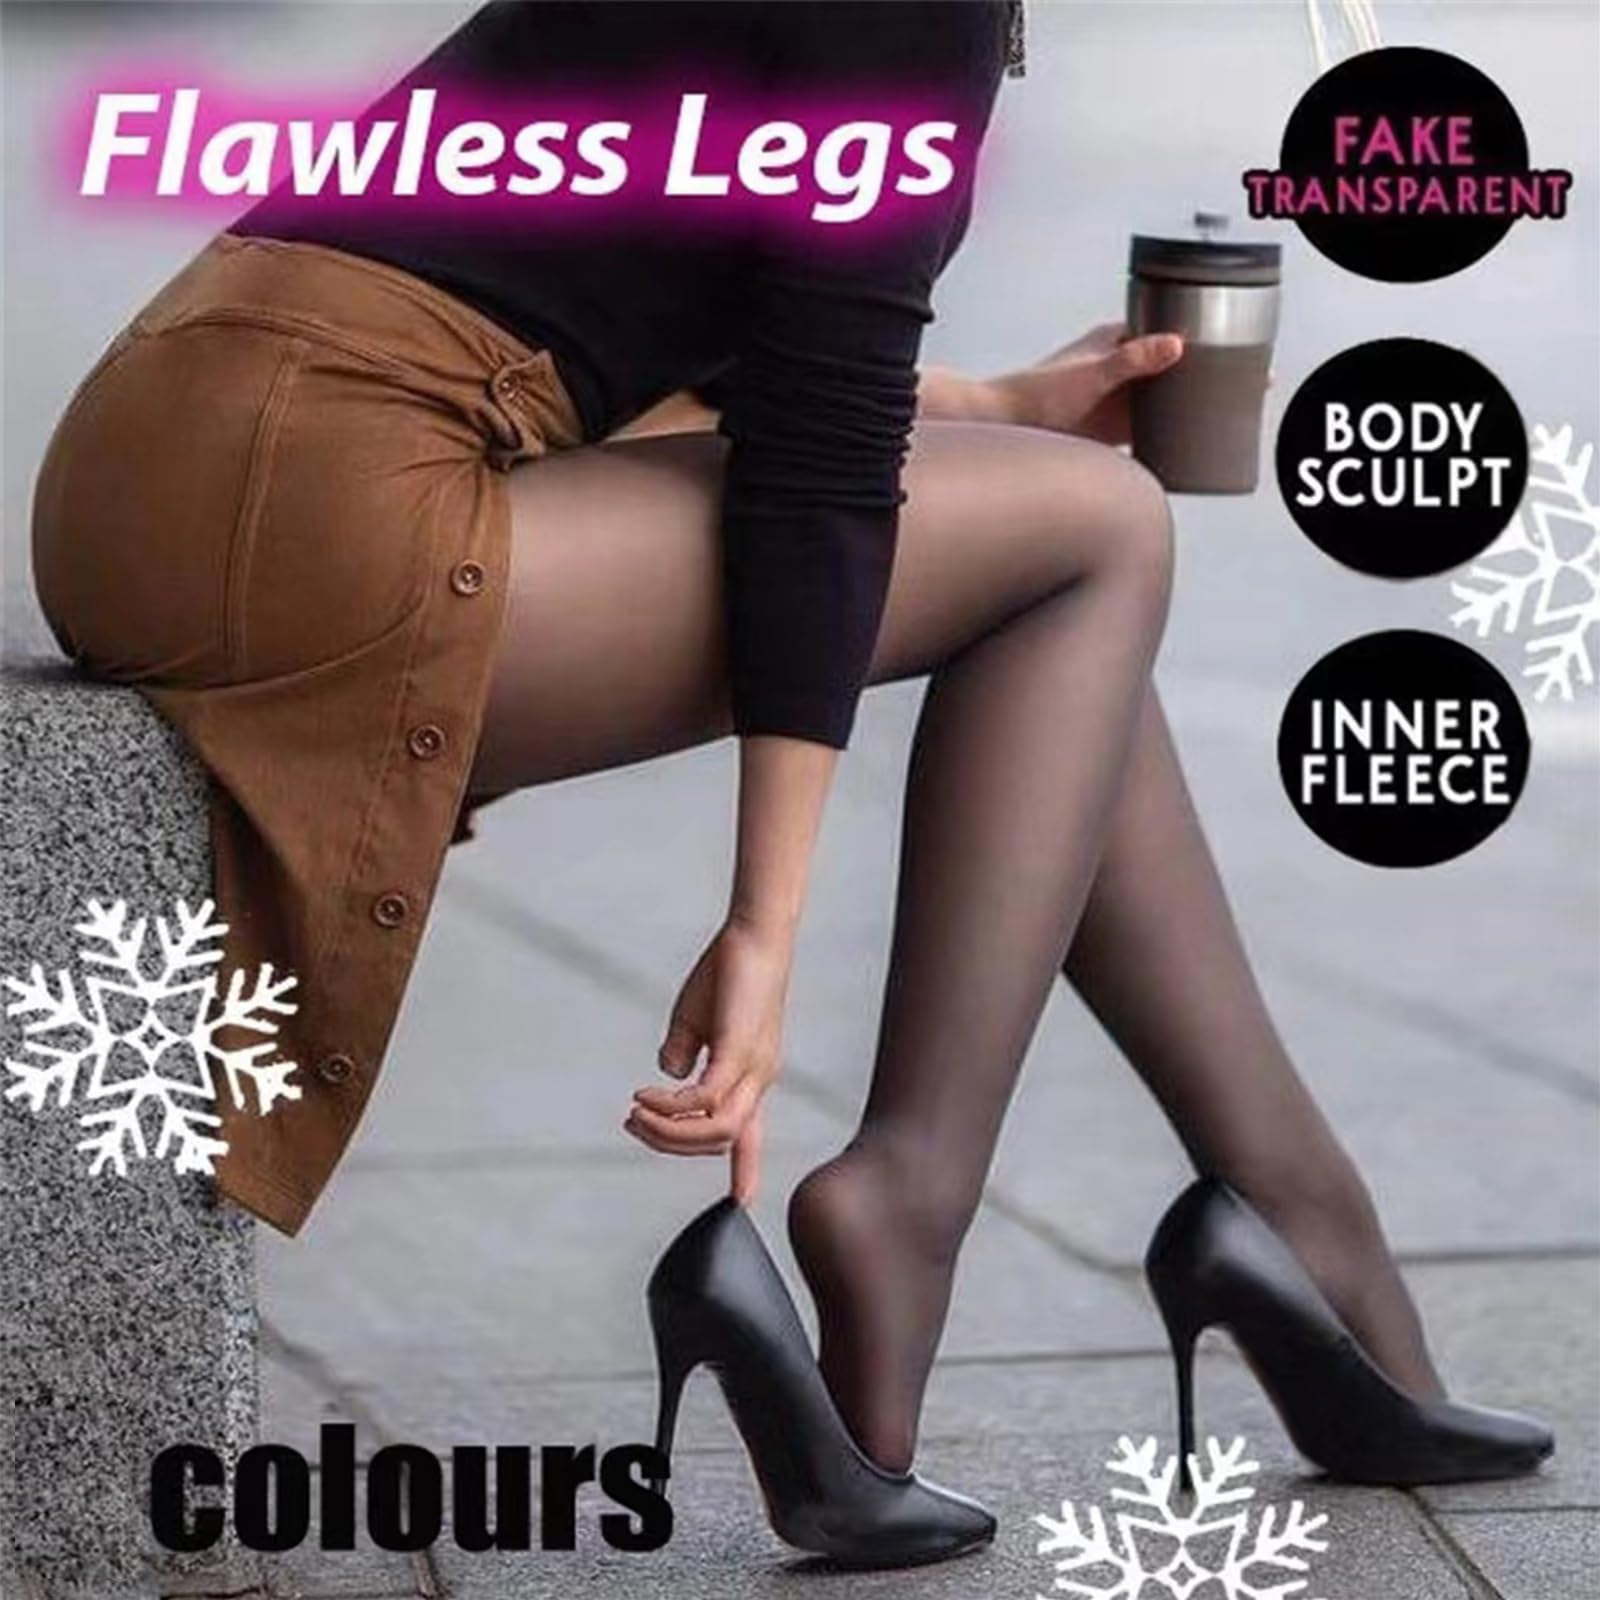 Flawless Legs
FAKE
TRANSPARENT
BODY
SCULPT
INNER
FLEECE
colours